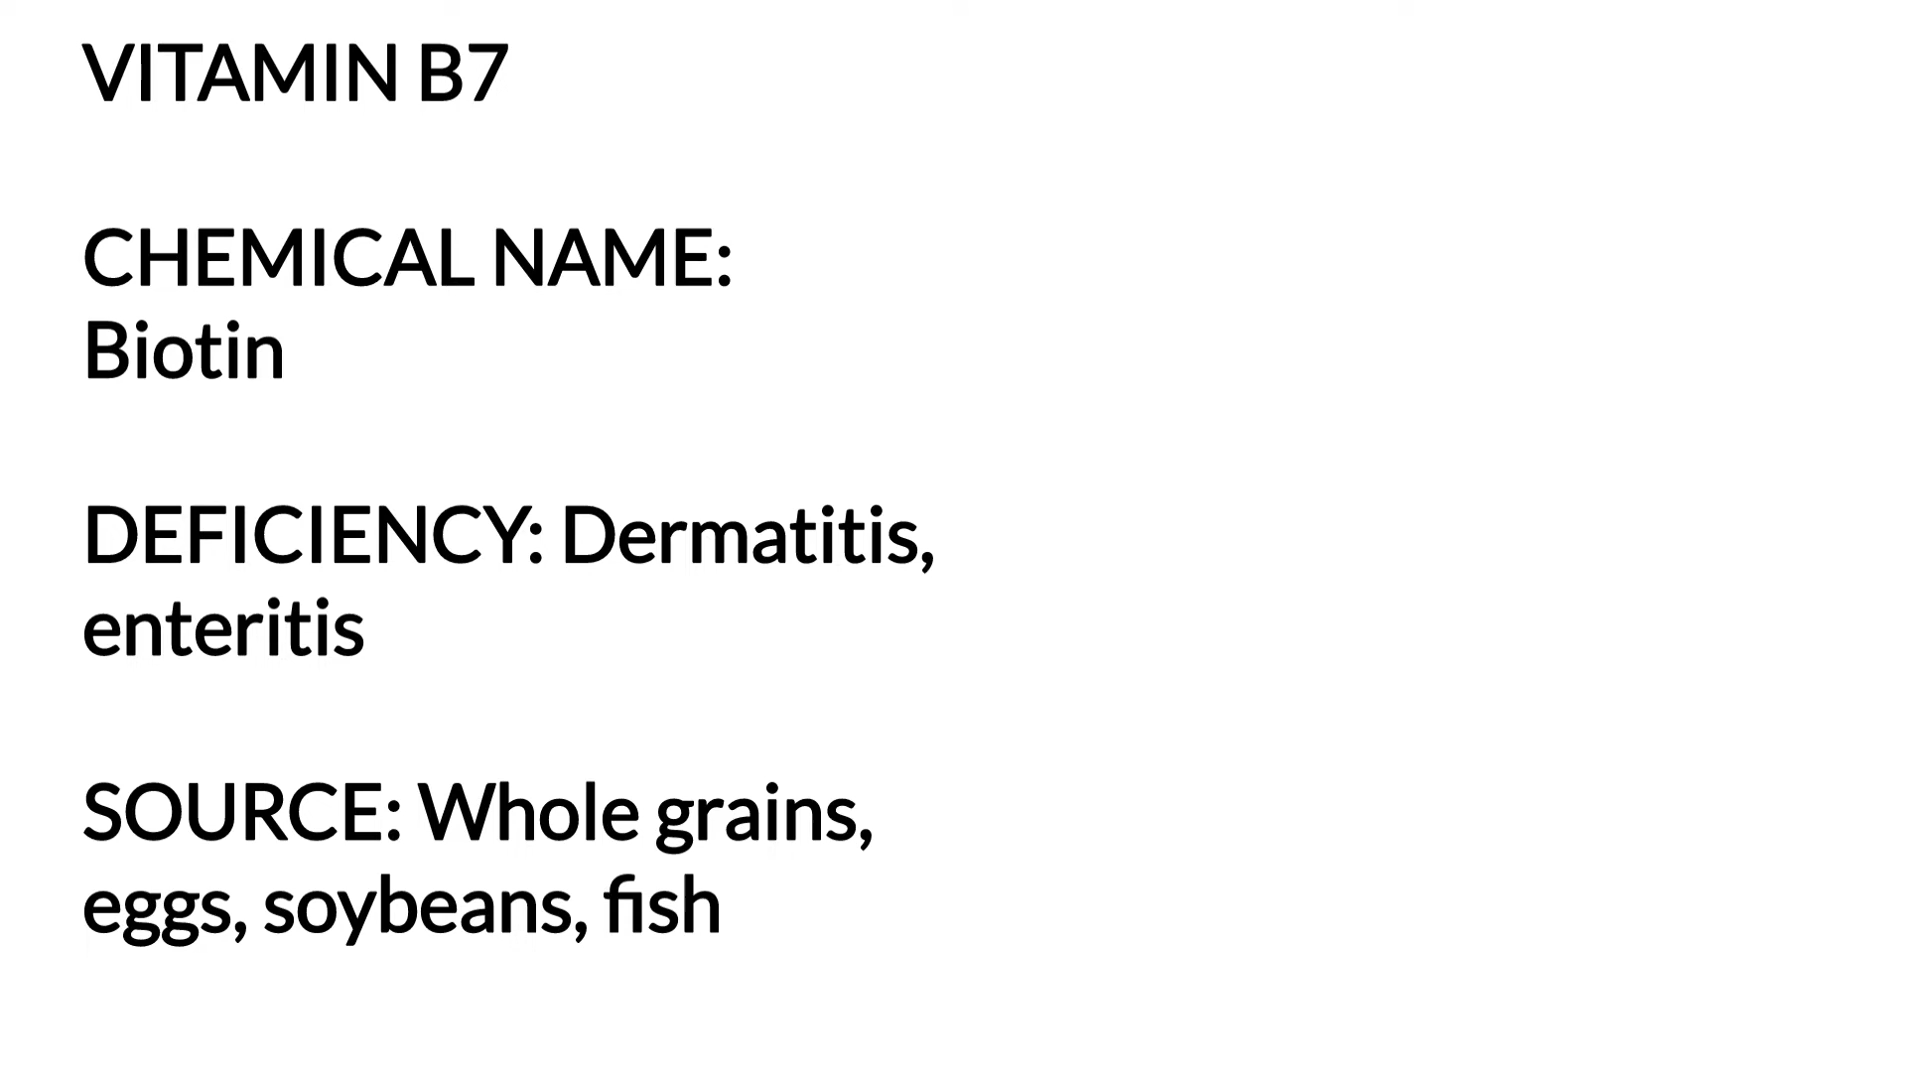 VITAMIN B7
CHEMICAL NAME:
Biotin
DEFICIENCY: Dermatitis,
enteritis
SOURCE: Whole grains,
eggs, soybeans, fish